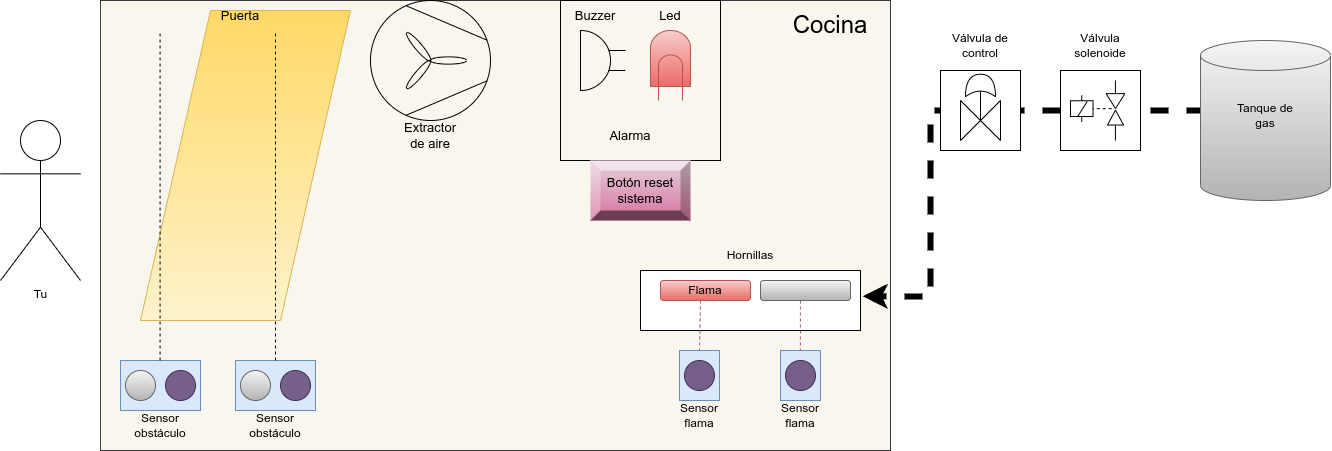 Puerta
Buzzer
Led
Cocina
Válvula de
control
Válvula
solenoide
Tanque de
gas
Extractor
de aire
Alarma
Botón reset
sistema
Tu
Hornillas
Flama
Sensor
obstáculo
Sensor
obstáculo
Sensor
flama
Sensor
flama